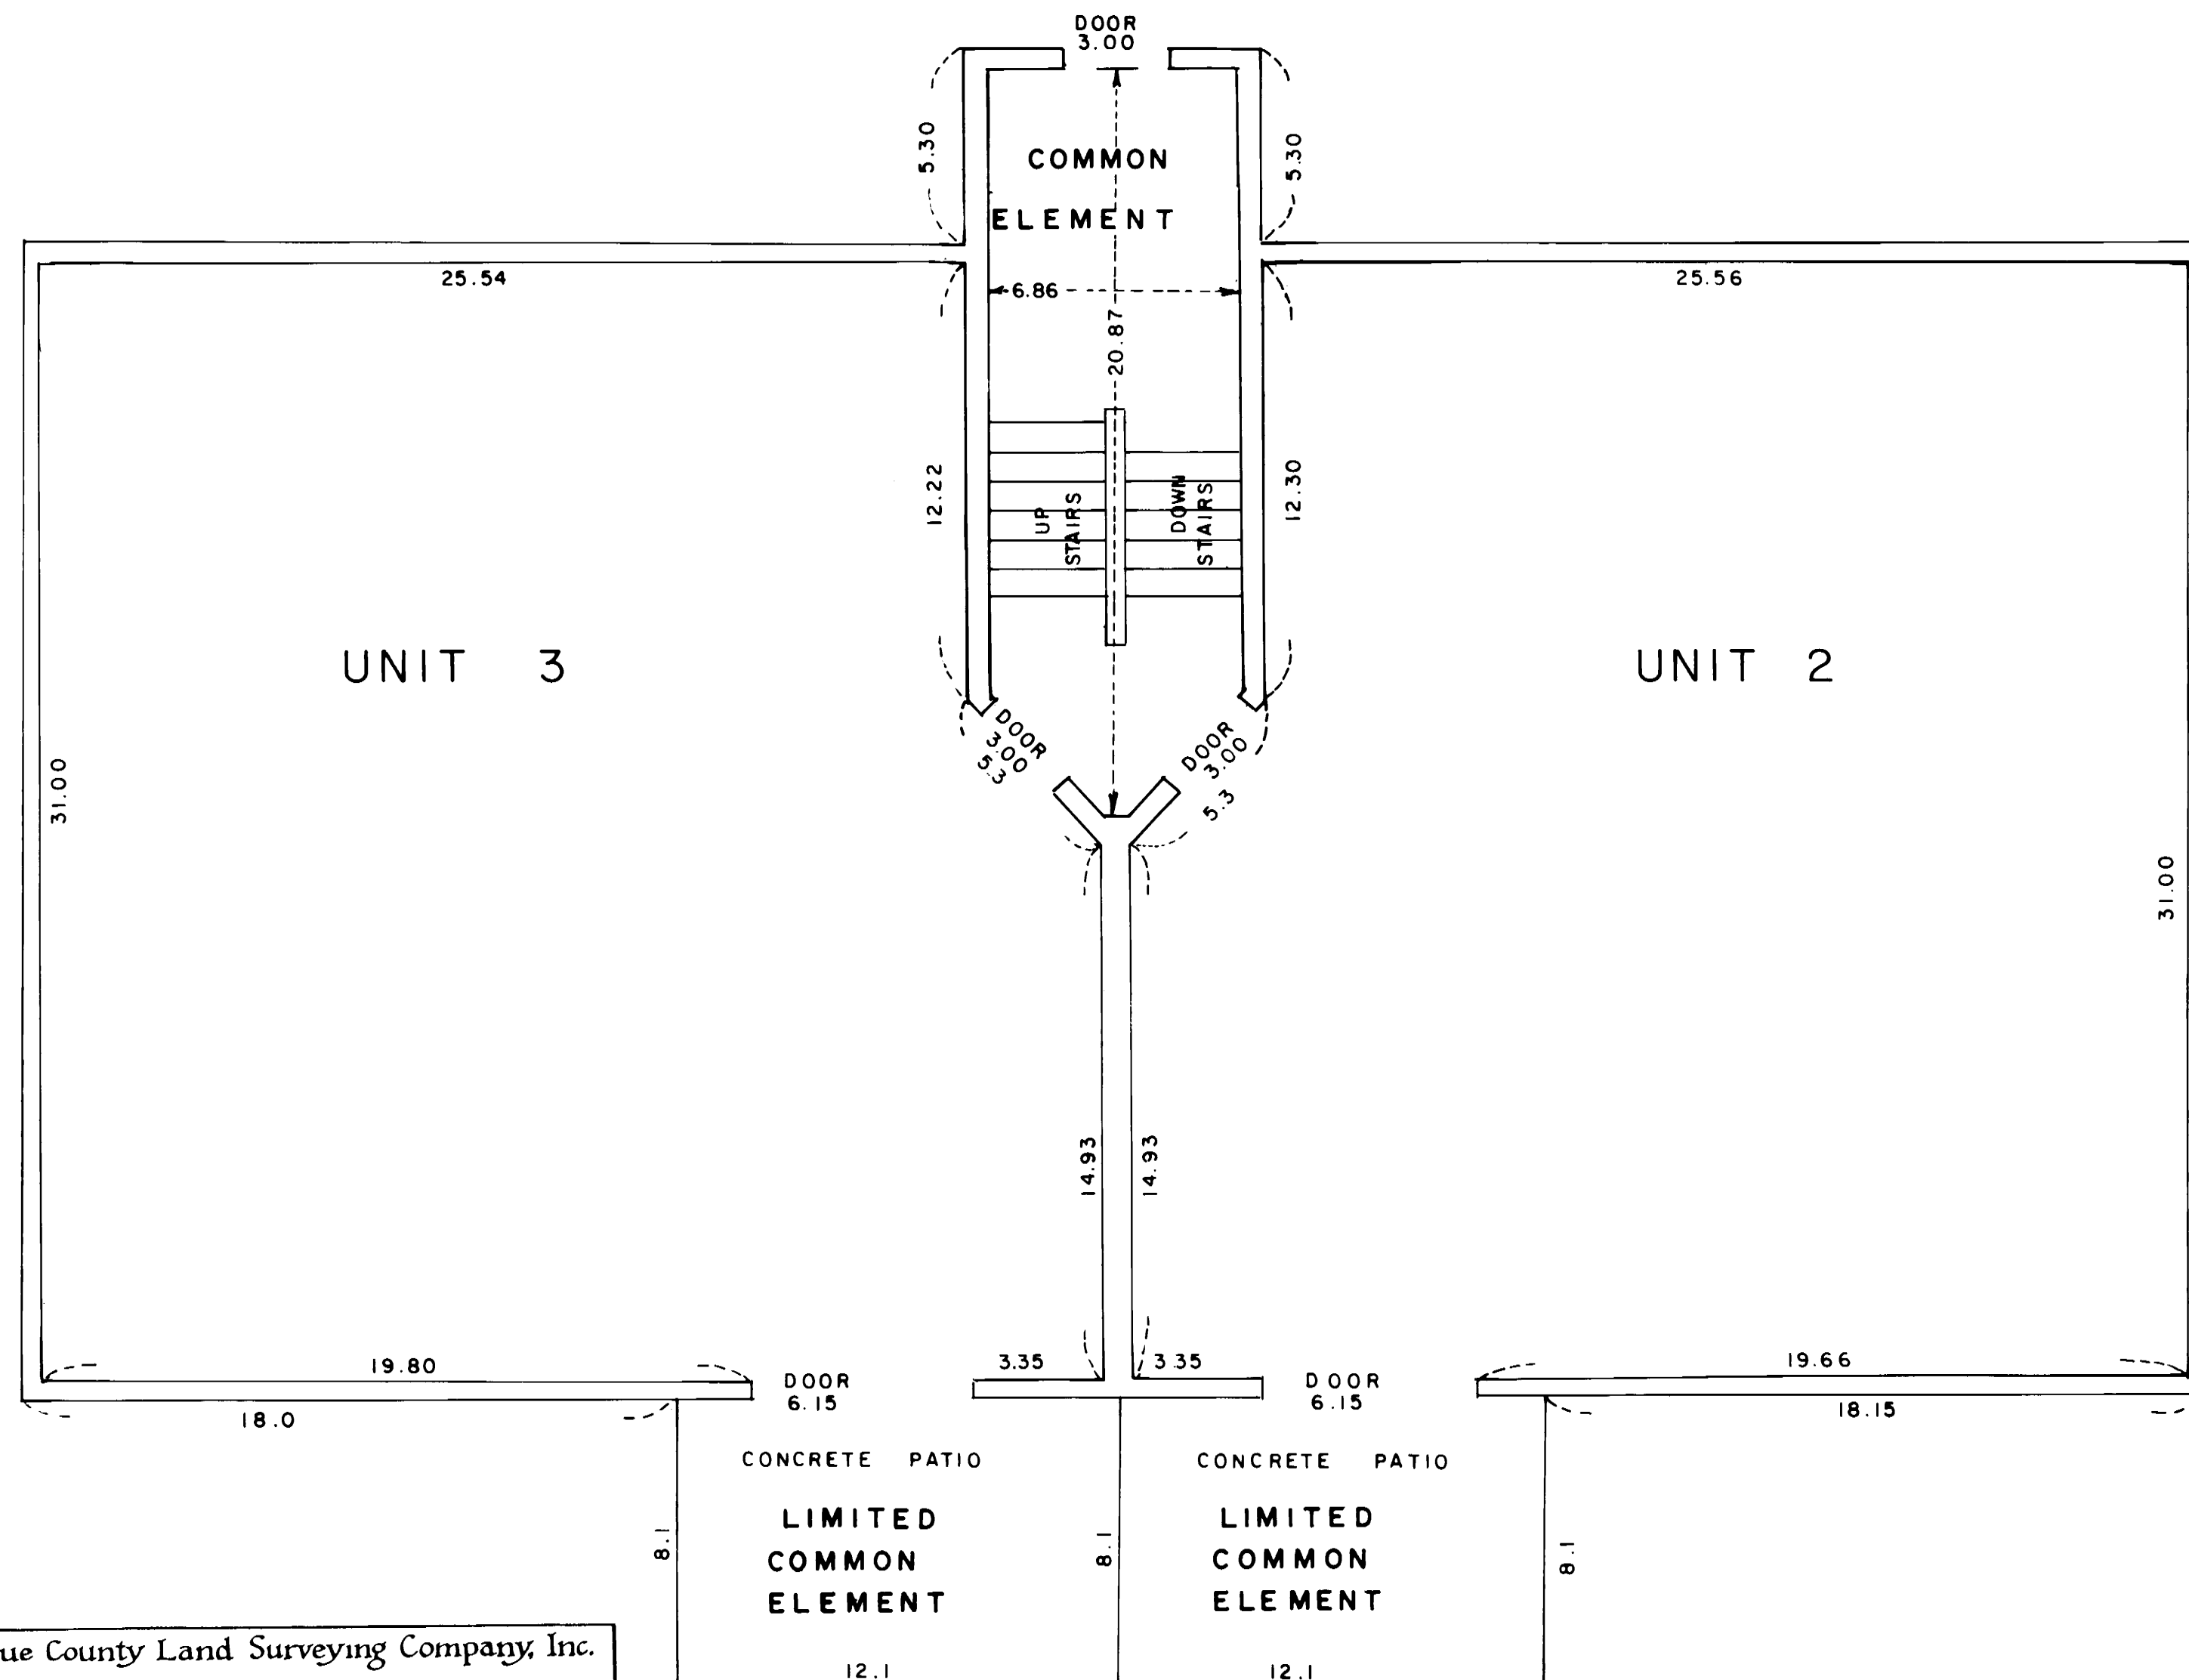 DOOR
3.00
5.30
COMMON
5.30
ELEMENT
25.54
6.86
25.56
20.87
12.22
UP
STAIRS
DOWN
STAIRS
12.30
UNIT 3
UNIT 2
DOOR
3.00
5.3
DOOR
3.00
5.3
31.00
31.00
14.93
14.93
19.80
3.35
3.35
19.66
DOOR
6.15
DOOR
6.15
18.0
18.15
CONCRETE PATIO
CONCRETE PATIO
LIMITED
COMMON
ELEMENT
LIMITED
COMMON
ELEMENT
8.1
8.1
8.1
ue County Land Surveying Company, Inc.
12.1
12.1